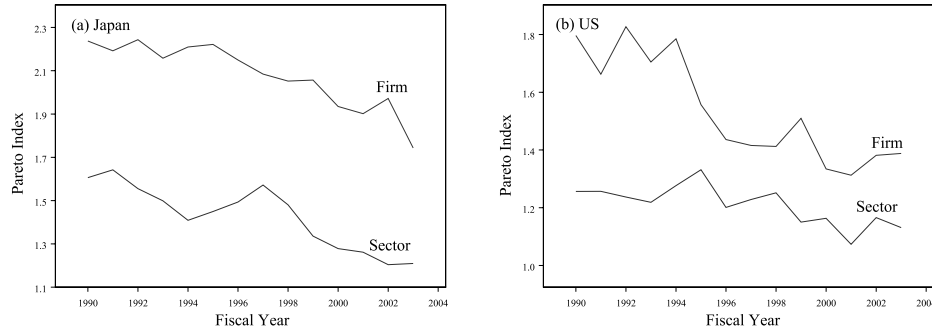 (a) Japan
Pareto Index
2.3
2.1
1.9
1.7
1.5
1.3
1.1
Firm
Sector
1990 1992 1994 1996 1998 2000 2002 2004
Fiscal Year
(b) US
Pareto Index
1.8
1.6
1.4
1.2
1.0
Firm
Sector
1990 1992 1994 1996 1998 2000 2002 2004
Fiscal Year